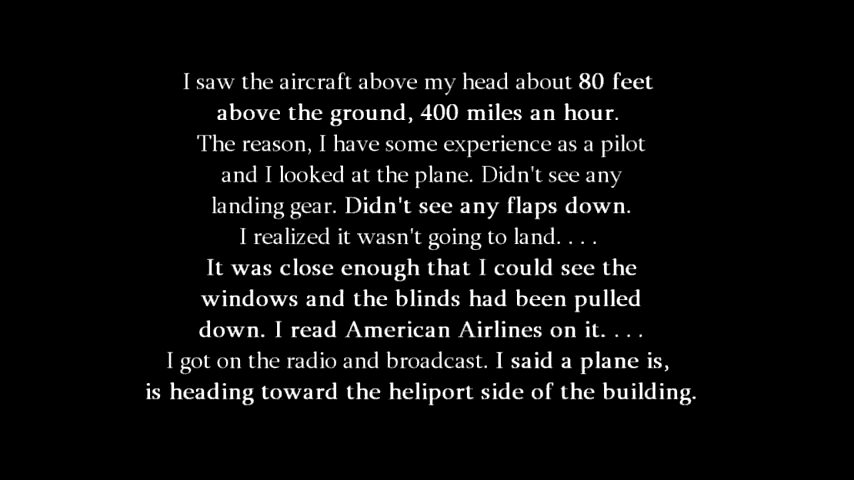 I saw the aircraft above my head about 80 feet
above the ground, 400 miles an hour.
The reason, I have some experience as a pilot
and I looked at the plane. Didn't see any
landing gear. Didn't see any flaps down.
I realized it wasn't going to land. . . .
It was close enough that I could see the
windows and the blinds had been pulled
down. I read American Airlines on it. . . .
I got on the radio and broadcast. I said a plane is,
is heading toward the heliport side of the building.